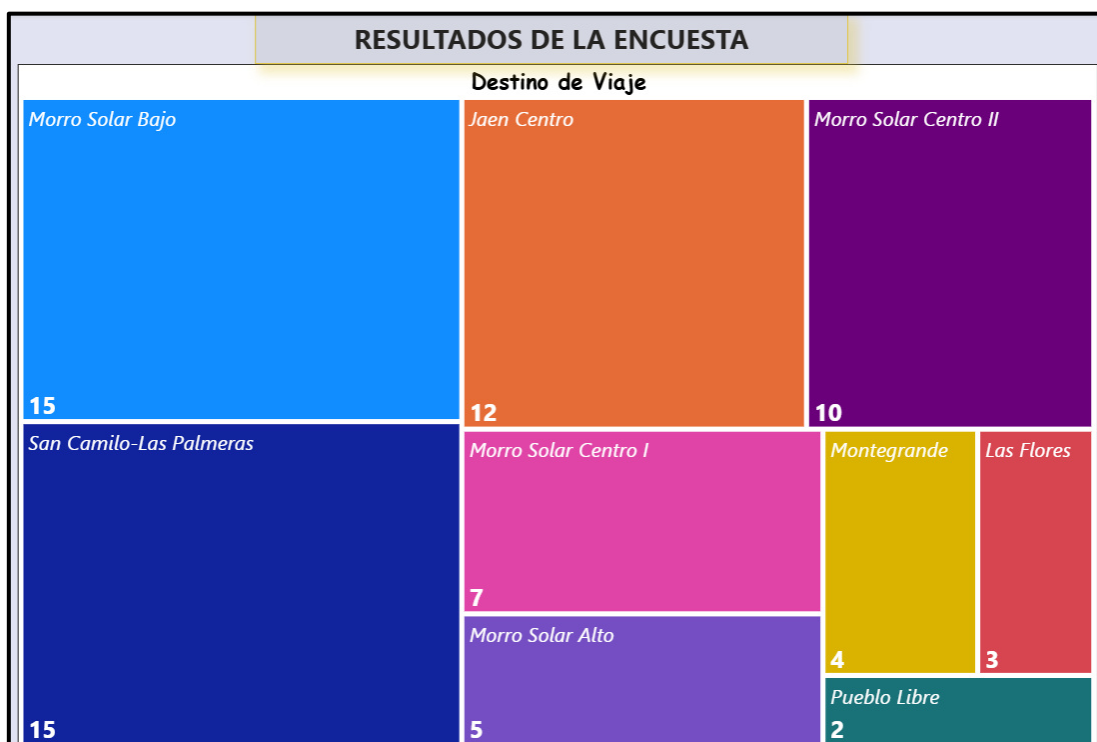 RESULTADOS DE LA ENCUESTA
Destino de Viaje
Morro Solar Bajo
15
Jaen Centro
12
Morro Solar Centro II
10
San Camilo-Las Palmeras
15
Morro Solar Centro I
7
Montegrande
4
Las Flores
3
Morro Solar Alto
5
Pueblo Libre
2